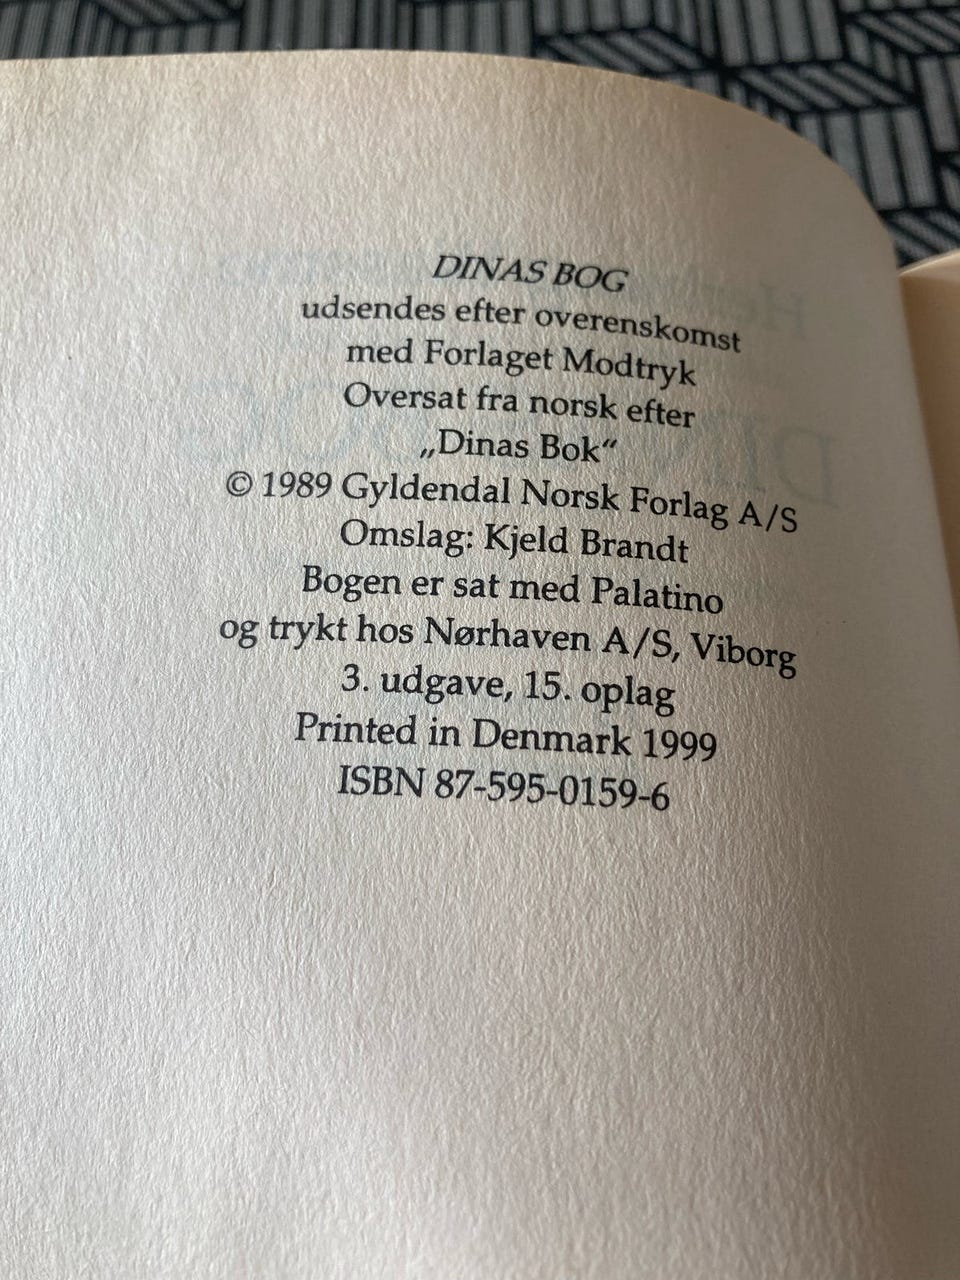 DINAS BOG
udsendes efter overenskomst
med Forlaget Modtryk
Oversat fra norsk efter
„Dinas Bok“
© 1989 Gyldendal Norsk Forlag A/S
Omslag: Kjeld Brandt
Bogen er sat med Palatino
og trykt hos Nørhaven A/S, Viborg
3. udgave, 15. oplag
Printed in Denmark 1999
ISBN 87-595-0159-6